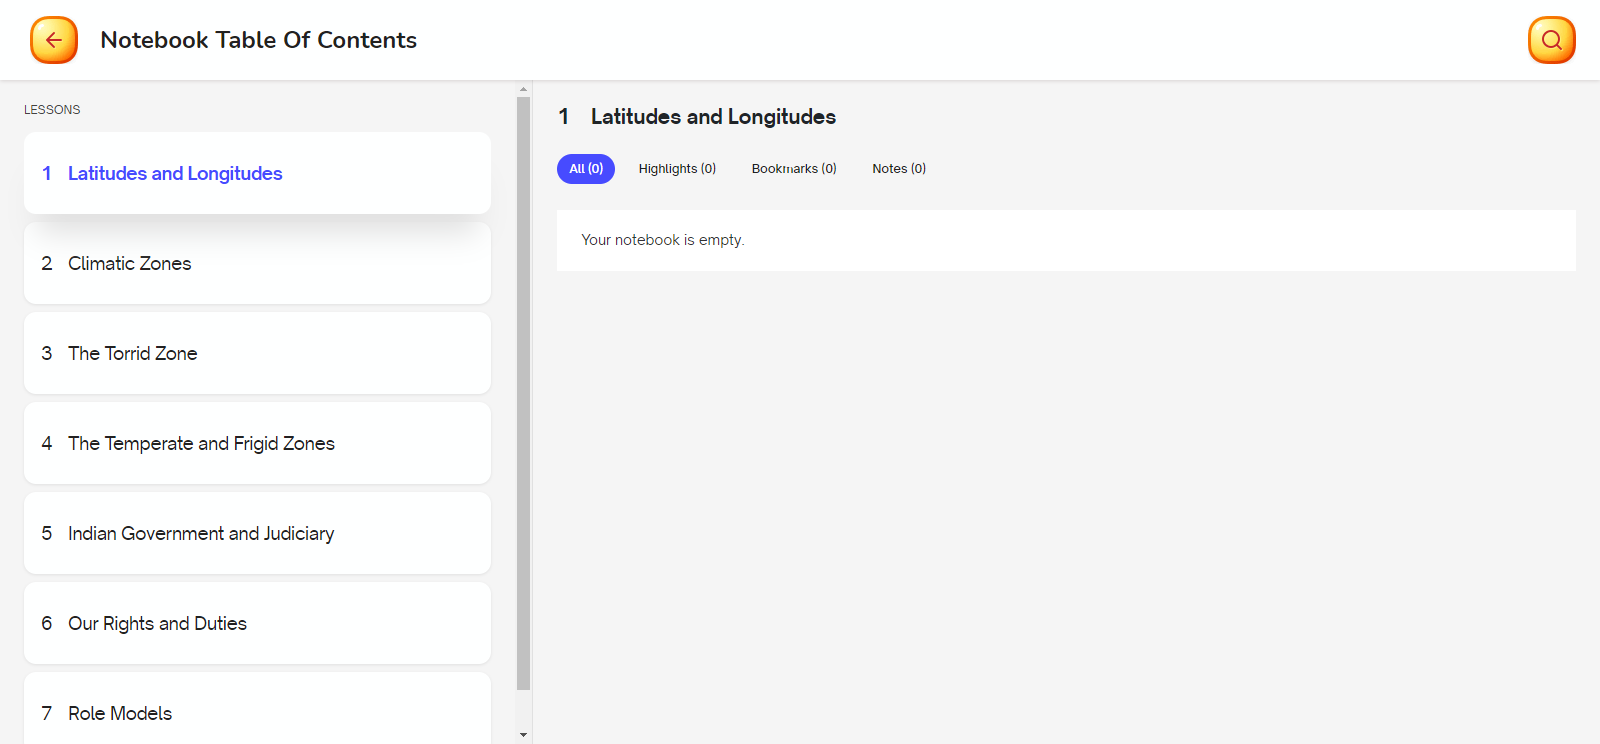 Notebook Table Of Contents
LESSONS
1 Latitudes and Longitudes
2 Climatic Zones
3 The Torrid Zone
4 The Temperate and Frigid Zones
5 Indian Government and Judiciary
6 Our Rights and Duties
7 Role Models
1 Latitudes and Longitudes
All (0) Highlights (0) Bookmarks (0) Notes (0)
Your notebook is empty.